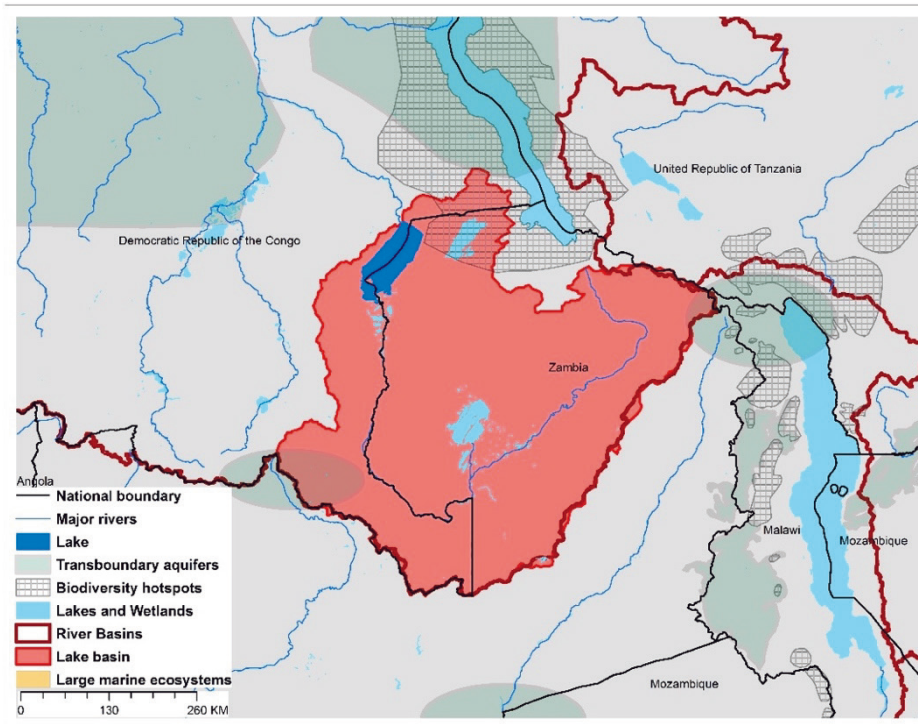 United Republic of Tanzania
Democratic Republic of the Congo
Zambia
Angola
National boundary
Major rivers
Lake
Transboundary aquifers
Biodiversity hotspots
Lakes and Wetlands
River Basins
Lake basin
Large marine ecosystems
0 130 260 KM
Malawi
Mozambique
Mozambique